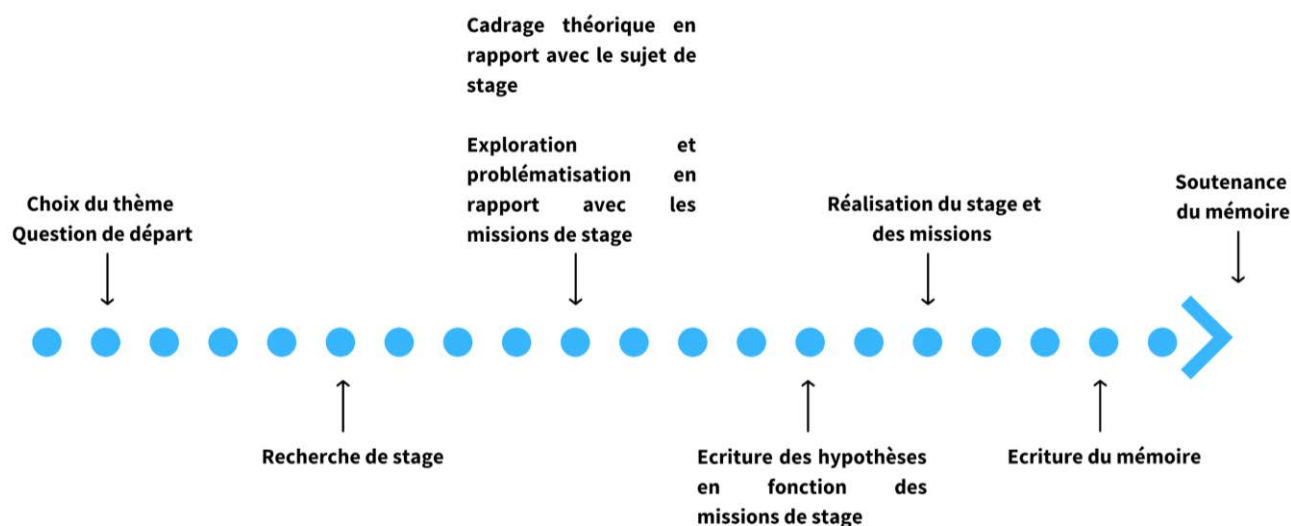 Choix du thème
Question de départ
Recherche de stage
Cadrage théorique en
rapport avec le sujet de
stage
Exploration et
problématisation en
rapport avec les
missions de stage
Ecriture des hypothèses
en fonction des
missions de stage
Réalisation du stage et
des missions
Ecriture du mémoire
Soutenance
du mémoire